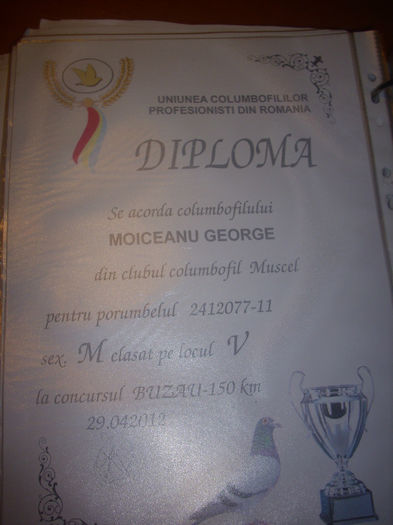 UNIUNEA COLUMBOFILILOR
PROFESIONISTI DIN ROMANIA
DIPLOMA
Se acorda columbofilului
MOICEANU GEORGE
din clubul columbofil Muscel
pentru porumbelul 2412077-11
sex. M clasat pe locul V
la concursul BUZAU-150 km
29.042012